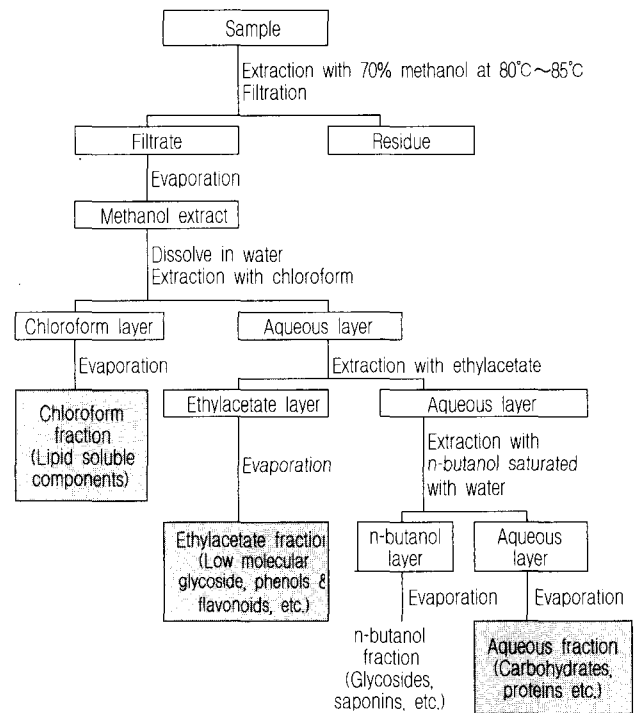 Sample
Extraction with 70% methanol at 80℃~85℃
Filtration
Filtrate
Residue
Evaporation
Methanol extract
Dissolve in water
Extraction with chloroform
Chloroform layer
Aqueous layer
Evaporation
Extraction with ethylacetate
Chloroform
fraction
(Lipid soluble
components)
Ethylacetate layer
Aqueous layer
Evaporation
Extraction with
n-butanol saturated
with water
Ethylacetate fraction
(Low molecular
glycoside, phenols &
flavonoids, etc.)
n-butanol
layer
Aqueous
layer
Evaporation
Evaporation
n-butanol
fraction
(Glycosides,
saponins, etc.)
Aqueous fraction
(Carbohydrates,
proteins etc.)